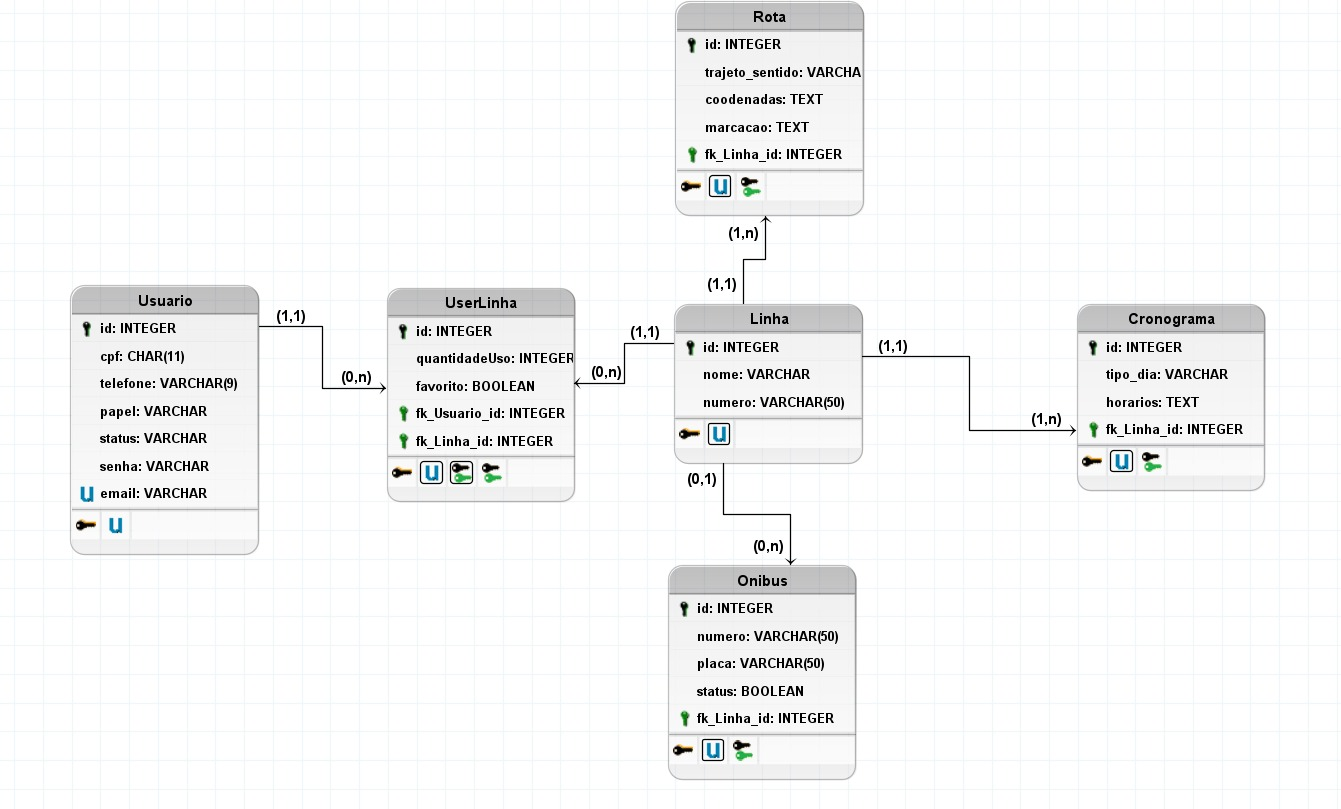 Rota
id: INTEGER
trajeto_sentido: VARCHA
coodenadas: TEXT
marcacao: TEXT
fk_Linha_id: INTEGER
U
(1,n)
(1,1)
Usuario
id: INTEGER
cpf: CHAR(11)
telefone: VARCHAR(9)
papel: VARCHAR
status: VARCHAR
senha: VARCHAR
U email: VARCHAR
U
(1,1)
(0,n)
UserLinha
id: INTEGER
quantidadeUso: INTEGER
favorito: BOOLEAN
fk_Usuario_id: INTEGER
fk_Linha_id: INTEGER
U
(1,1)
(0,n)
Linha
id: INTEGER
nome: VARCHAR
numero: VARCHAR(50)
U
(1,1)
(1,n)
Cronograma
id: INTEGER
tipo_dia: VARCHAR
horarios: TEXT
fk_Linha_id: INTEGER
U
(0,1)
(0,n)
Onibus
id: INTEGER
numero: VARCHAR(50)
placa: VARCHAR(50)
status: BOOLEAN
fk_Linha_id: INTEGER
U